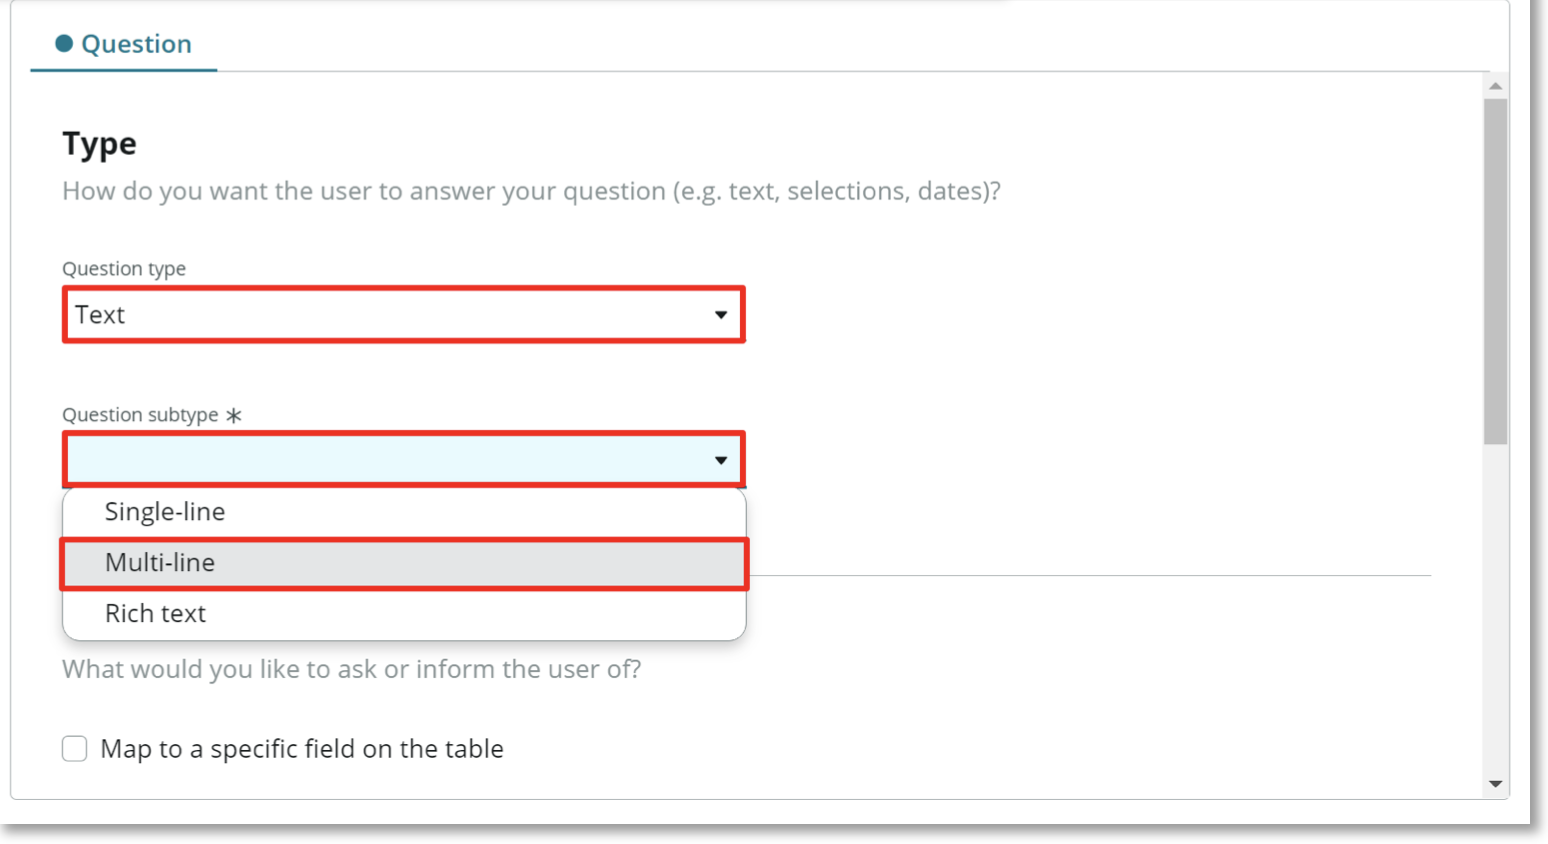 Question
Type
How do you want the user to answer your question (e.g. text, selections, dates)?
Question type
Text
Question subtype *
Single-line
Multi-line
Rich text
What would you like to ask or inform the user of?
Map to a specific field on the table